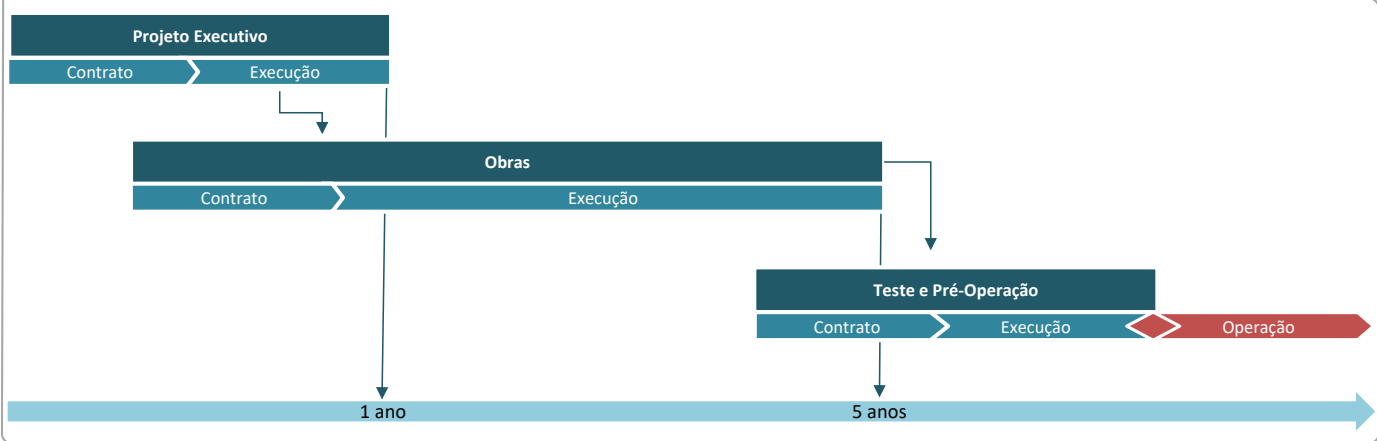 Projeto Executivo
Contrato
Execução
Obras
Contrato
Execução
Teste e Pré-Operação
Contrato
Execução
Operação
1 ano
5 anos